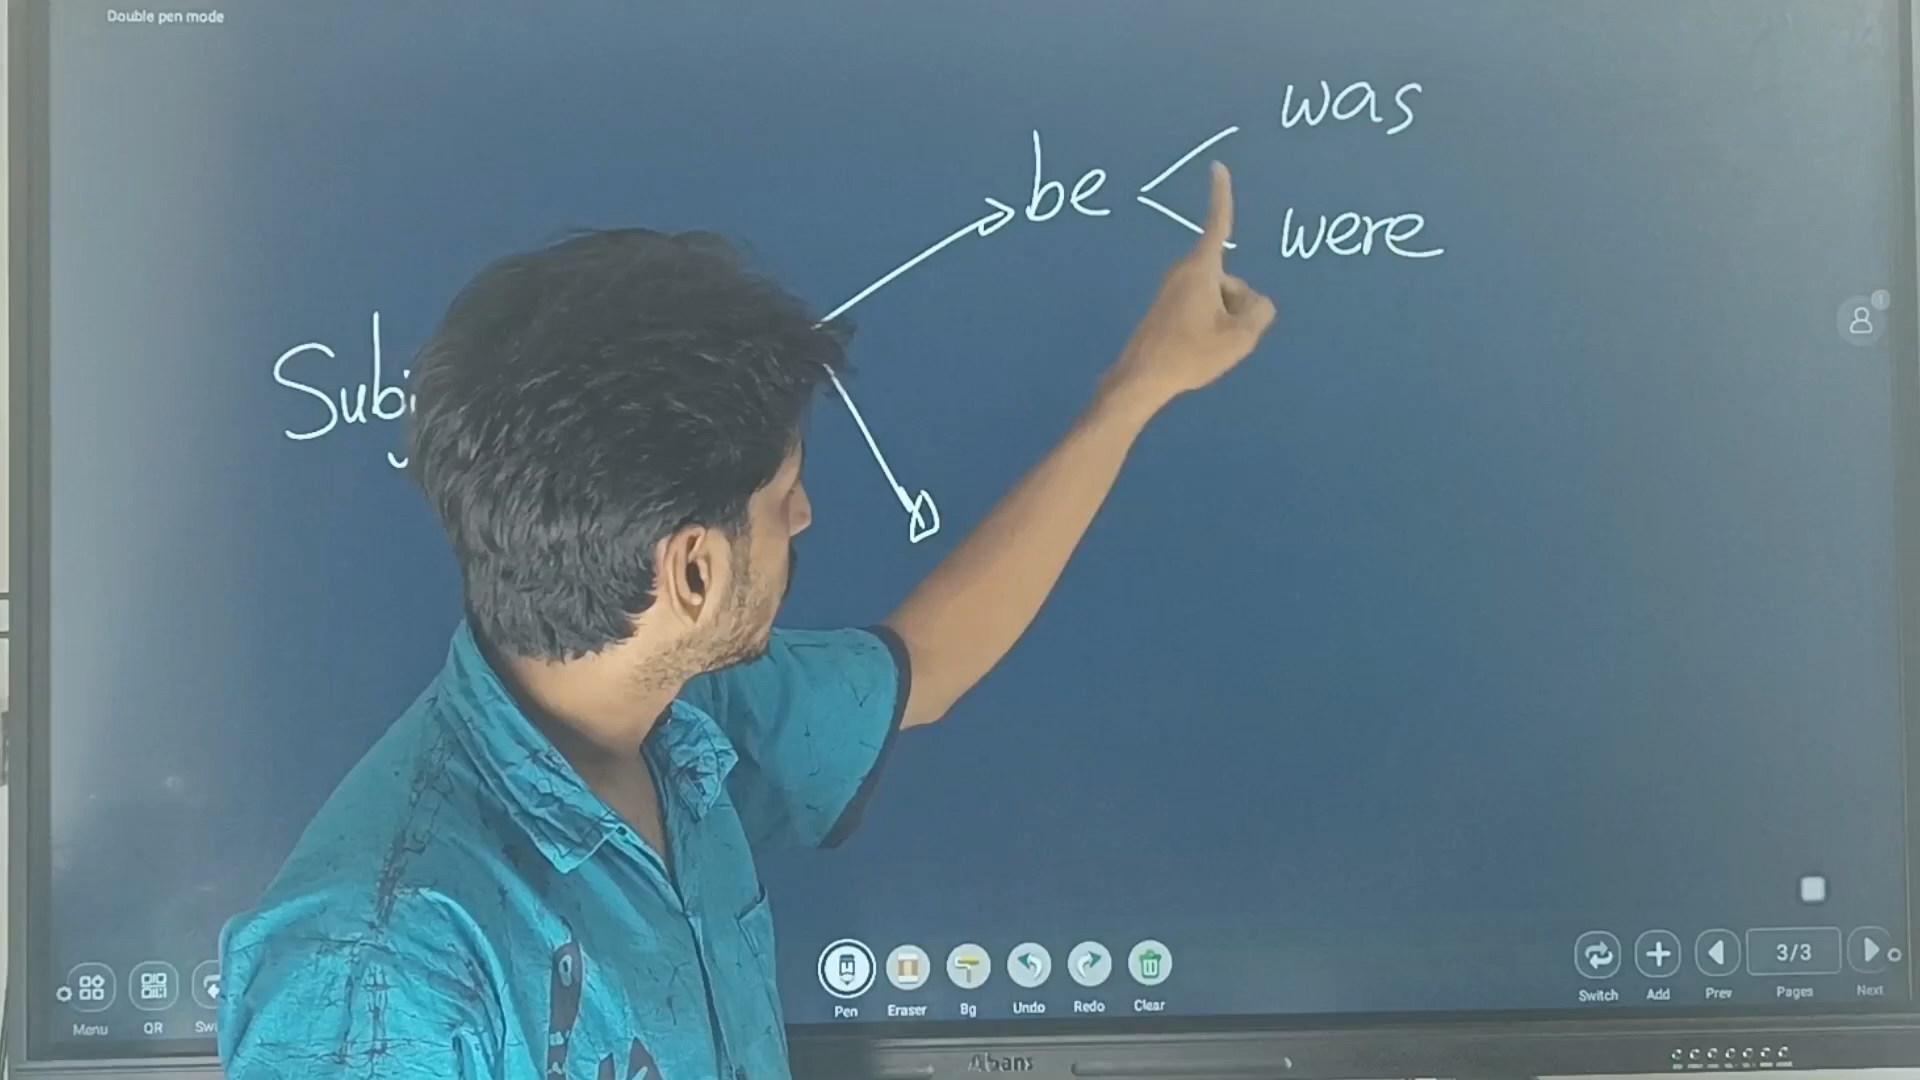 Double pen mode
was
be
were
Menu QR
Pen Eraser Bg Undo Redo Clear
Switch Add Prev Pages Next
3/3